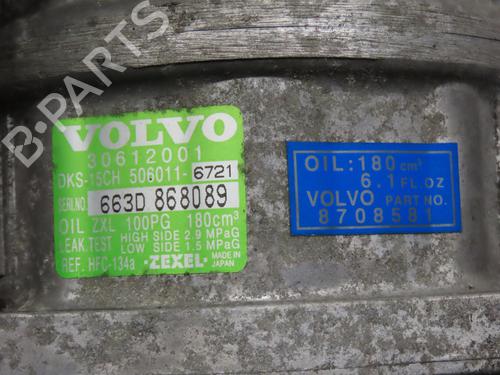 B-PARTS
VOLVO
30612001
DKS-15CH 506011-6721
SERI.NO 663D 868089
OIL ZXL 100PG 180cm³
LEAK TEST HIGH SIDE 2.9 MPaG
LOW SIDE 1.5 MPaG
REF. HFC-134a ZEXEL MADE IN JAPAN
OIL:180 cm³
6.1 FL.OZ
VOLVO PART NO.
8708581